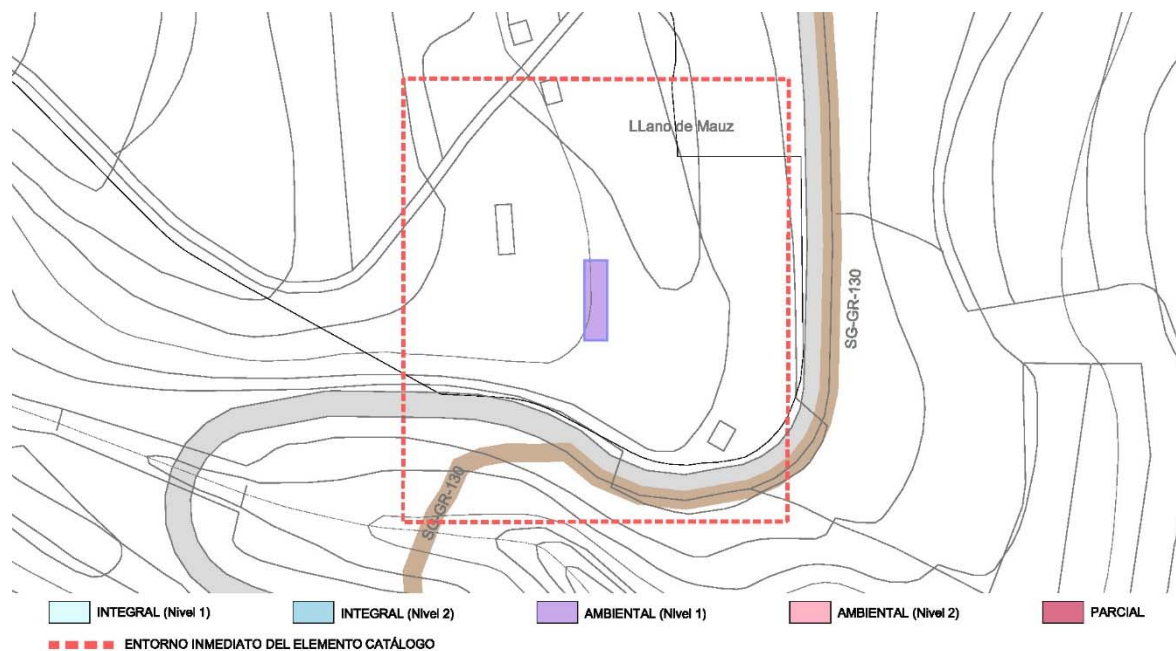 LLano de Mauz
SG-GR-130
SG-GR-130
INTEGRAL (Nivel 1)
INTEGRAL (Nivel 2)
AMBIENTAL (Nivel 1)
AMBIENTAL (Nivel 2)
PARCIAL
ENTORNO INMEDIATO DEL ELEMENTO CATÁLOGO